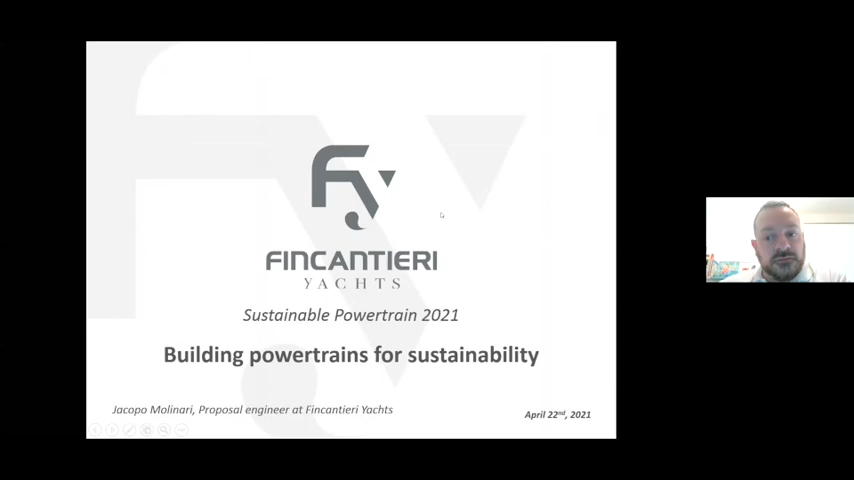 FINCANTIERI
YACHTS
Sustainable Powertrain 2021
Building powertrains for sustainability
Jacopo Molinari, Proposal engineer at Fincantieri Yachts
April 22nd, 2021